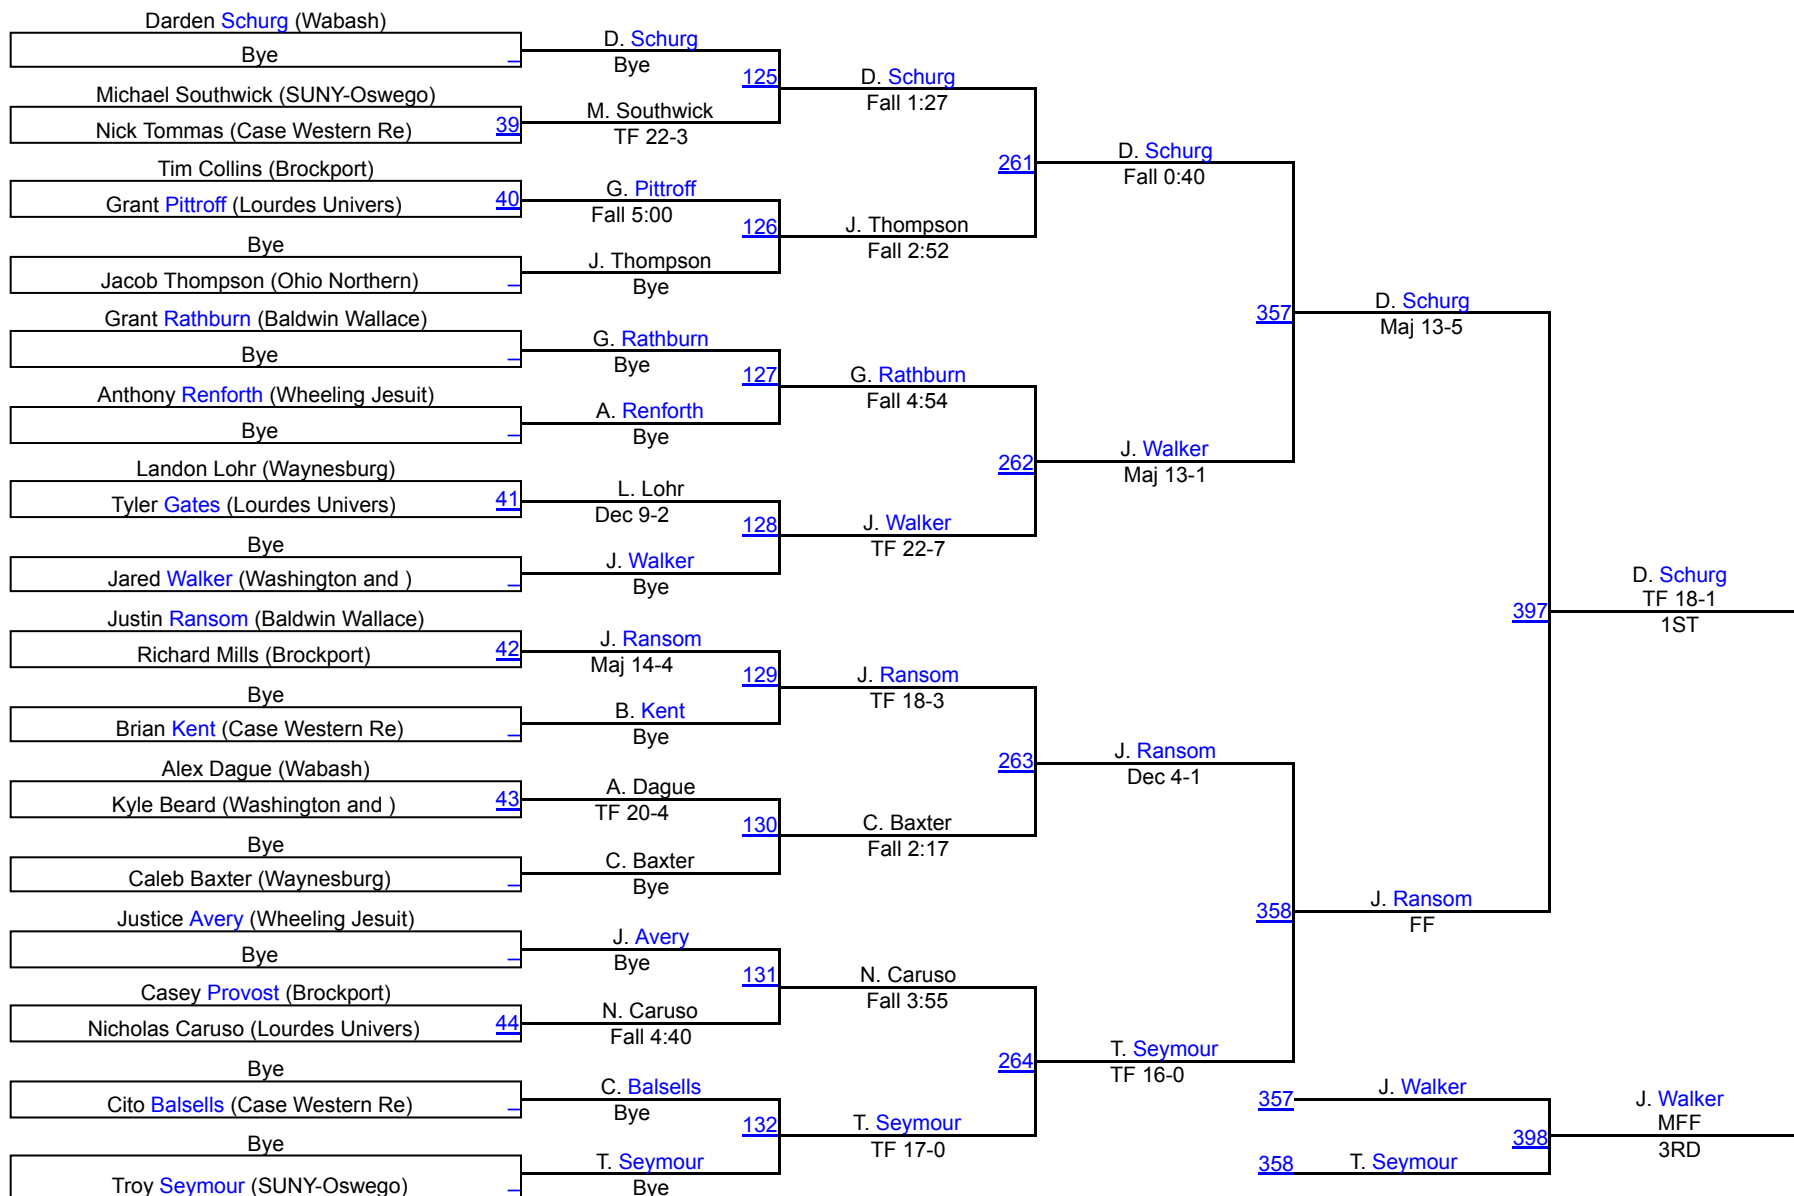 Darden Schurg (Wabash)
Bye
Michael Southwick (SUNY-Oswego)
Nick Tommas (Case Western Re) 39
Tim Collins (Brockport)
Grant Pittroff (Lourdes Univers) 40
Bye
Jacob Thompson (Ohio Northern)
Grant Rathburn (Baldwin Wallace)
Bye
Anthony Renforth (Wheeling Jesuit)
Bye
Landon Lohr (Waynesburg)
Tyler Gates (Lourdes Univers) 41
Bye
Jared Walker (Washington and )
Justin Ransom (Baldwin Wallace)
Richard Mills (Brockport) 42
Bye
Brian Kent (Case Western Re)
Alex Dague (Wabash)
Kyle Beard (Washington and ) 43
Bye
Caleb Baxter (Waynesburg)
Justice Avery (Wheeling Jesuit)
Bye
Casey Provost (Brockport)
Nicholas Caruso (Lourdes Univers) 44
Bye
Cito Balsells (Case Western Re)
Bye
Troy Seymour (SUNY-Oswego)
D. Schurg
Bye
125
M. Southwick
TF 22-3
G. Pittroff
Fall 5:00
126
J. Thompson
Bye
G. Rathburn
Bye
127
A. Renforth
Bye
L. Lohr
Dec 9-2
128
J. Walker
Bye
J. Ransom
Maj 14-4
129
B. Kent
Bye
A. Dague
TF 20-4
130
C. Baxter
Bye
J. Avery
Bye
131
N. Caruso
Fall 4:40
C. Balsells
Bye
132
T. Seymour
Bye
D. Schurg
Fall 1:27
261
J. Thompson
Fall 2:52
G. Rathburn
Fall 4:54
262
J. Walker
TF 22-7
J. Ransom
TF 18-3
263
C. Baxter
Fall 2:17
N. Caruso
Fall 3:55
264
T. Seymour
TF 17-0
D. Schurg
Fall 0:40
357
J. Walker
Maj 13-1
J. Ransom
Dec 4-1
358
T. Seymour
TF 16-0
D. Schurg
Maj 13-5
397
J. Ransom
FF
D. Schurg
TF 18-1
1ST
357
J. Walker
398
358
T. Seymour
J. Walker
MFF
3RD